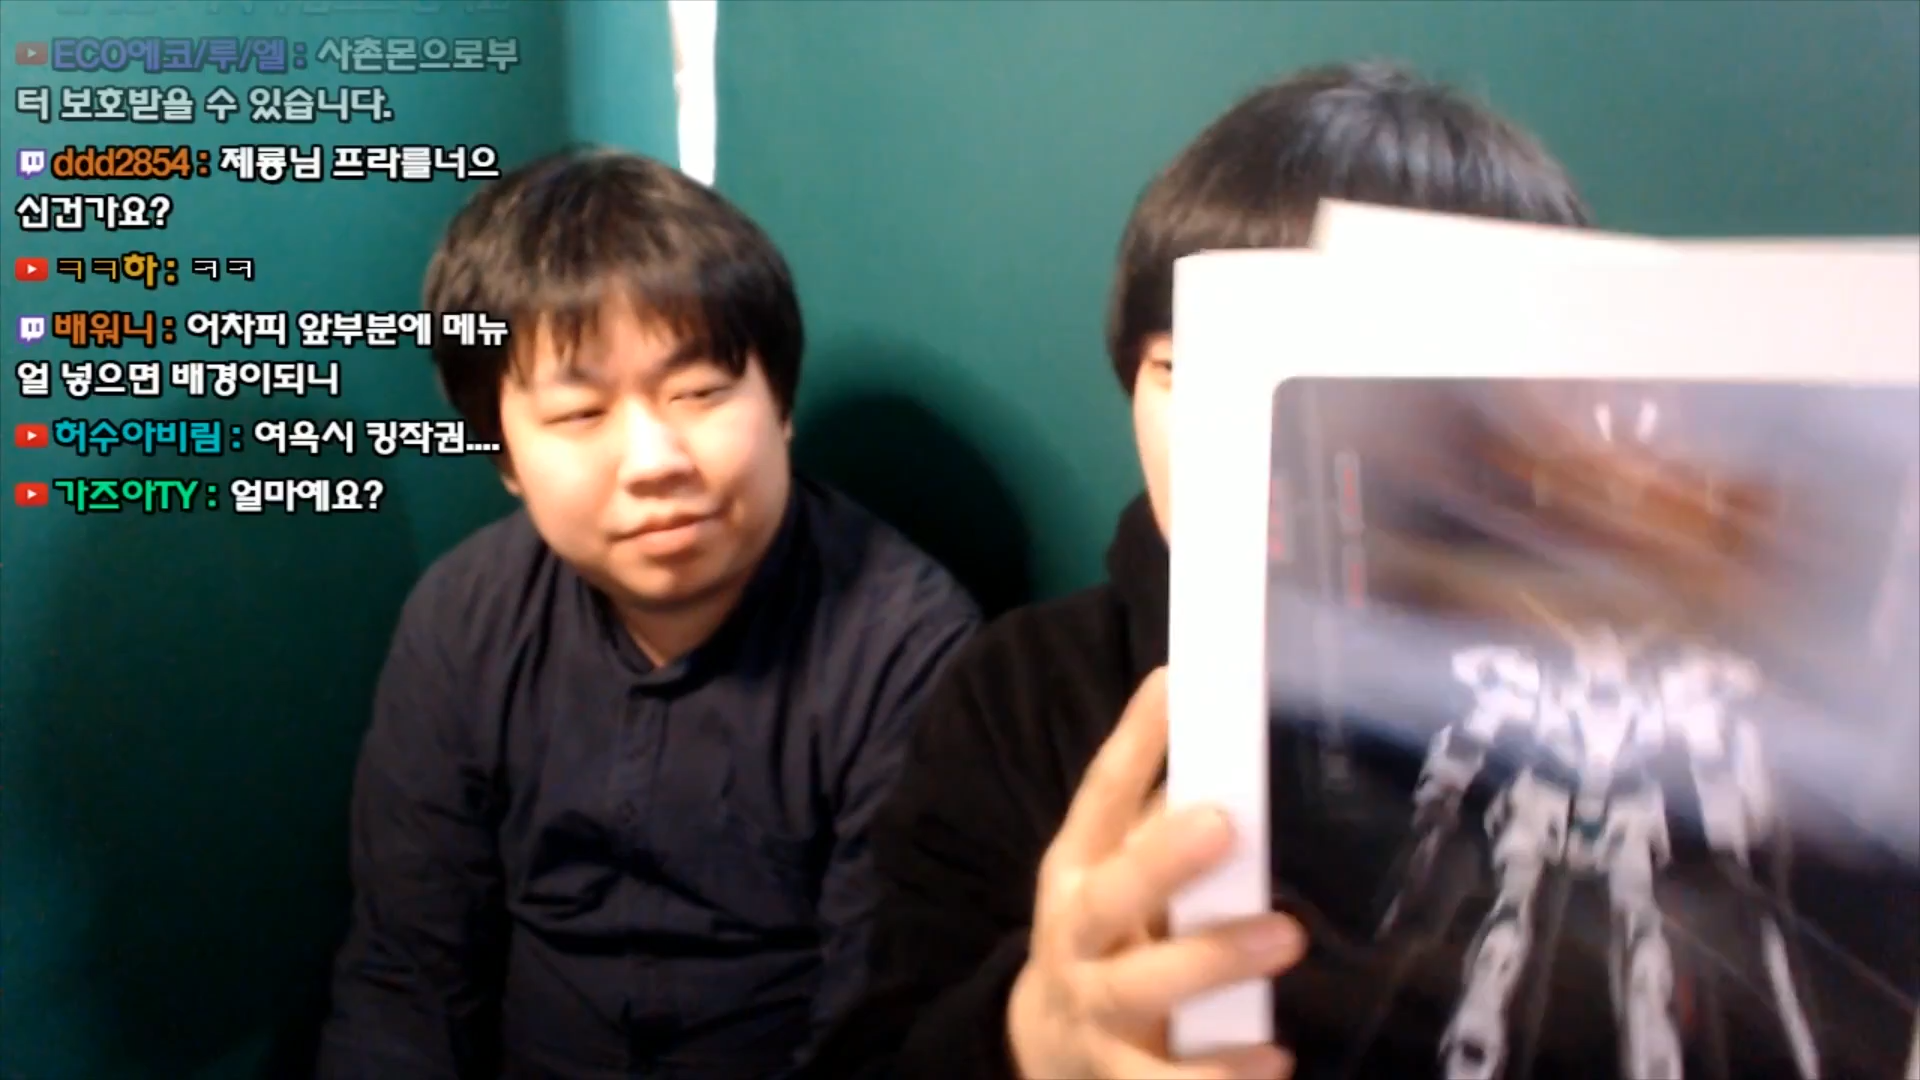 ECO에코/루/엘 : 사촌몬으로부
터 보호받을 수 있습니다.
ddd2854 : 제룡님 프라를너으
신건가요?
ㅋㅋ하 : ㅋㅋ
배워니 : 어차피 앞부분에 메뉴
얼 넣으면 배경이되니
허수아비림 : 여윽시 킹작권....
가즈아TY : 얼마예요?